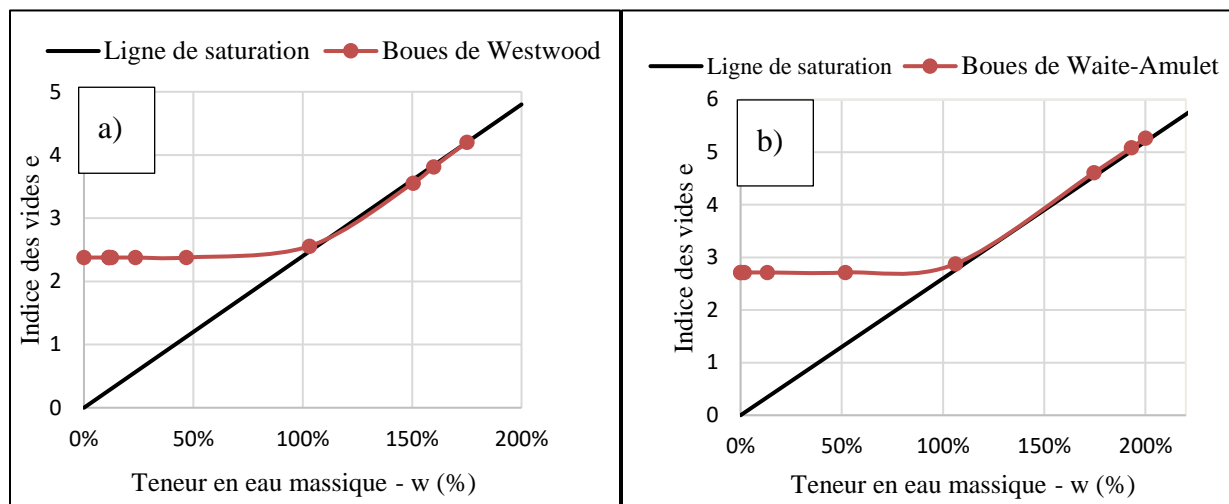 Ligne de saturation Boues de Westwood
a)
Indice des vides e
5
4
3
2
1
0
0% 50% 100% 150% 200%
Teneur en eau massique - w (%)
Ligne de saturation Boues de Waite-Amulet
b)
Indice des vides e
6
5
4
3
2
1
0
0% 50% 100% 150% 200%
Teneur en eau massique - w (%)